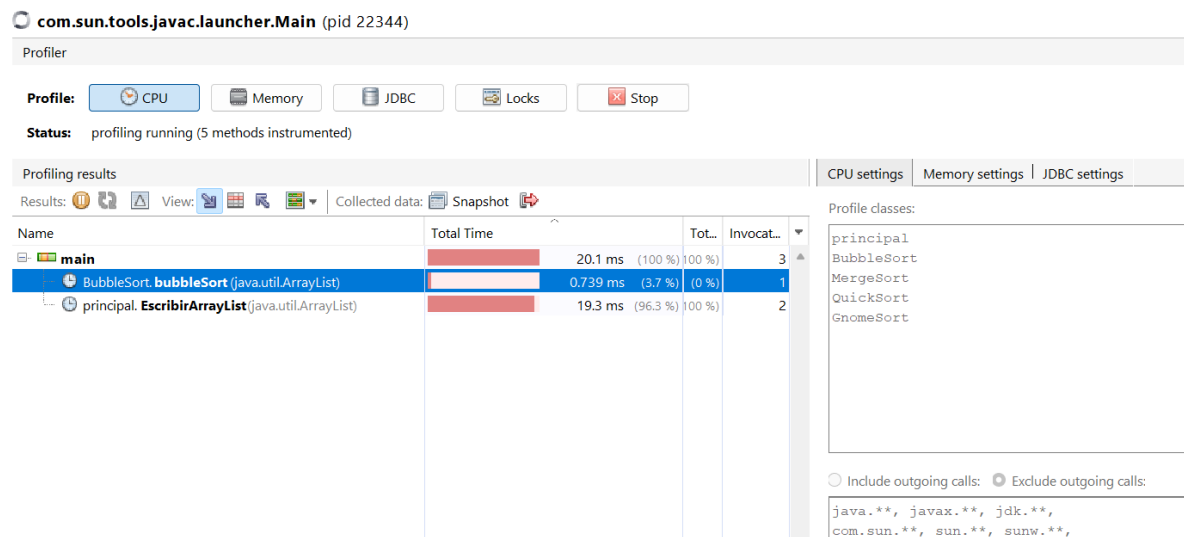 com.sun.tools.javac.launcher.Main (pid 22344)
Profiler
Profile: CPU Memory JDBC Locks Stop
Status: profiling running (5 methods instrumented)
Profiling results
Results: View: Collected data: Snapshot
Name Total Time Tot... Invocat...
main 20.1 ms (100 %) 100 %) 3
BubbleSort.bubbleSort (java.util.ArrayList) 0.739 ms (3.7 %) (0 %) 1
principal.EscribirArrayList (java.util.ArrayList) 19.3 ms (96.3 %) 100 %) 2
CPU settings Memory settings JDBC settings
Profile classes:
principal
BubbleSort
MergeSort
QuickSort
GnomeSort
Include outgoing calls: Exclude outgoing calls:
java.**, javax.**, jdk.**,
com.sun.**, sun.**, sunw.**,